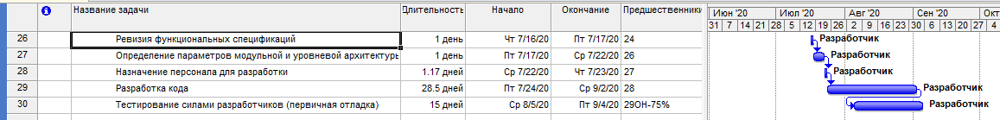 Название задачи Длительность Начало Окончание Предшественники Июн '20 Июл '20 Авг '20 Сен '20 Окт
31 7 14 21 28 5 12 19 26 2 9 16 23 30 6 13 20 27 4
26 Ревизия функциональных спецификаций 1 день Чт 7/16/20 Пт 7/17/20 24 Разработчик
27 Определение параметров модульной и уровневой архитектуры 1 день Пт 7/17/20 Ср 7/22/20 26 Разработчик
28 Назначение персонала для разработки 1.17 дней Ср 7/22/20 Чт 7/23/20 27 Разработчик
29 Разработка кода 28.5 дней Пт 7/24/20 Ср 9/2/20 28 Разработчик
30 Тестирование силами разработчиков (первичная отладка) 15 дней Ср 8/5/20 Пт 9/4/20 29ОН-75% Разработчик